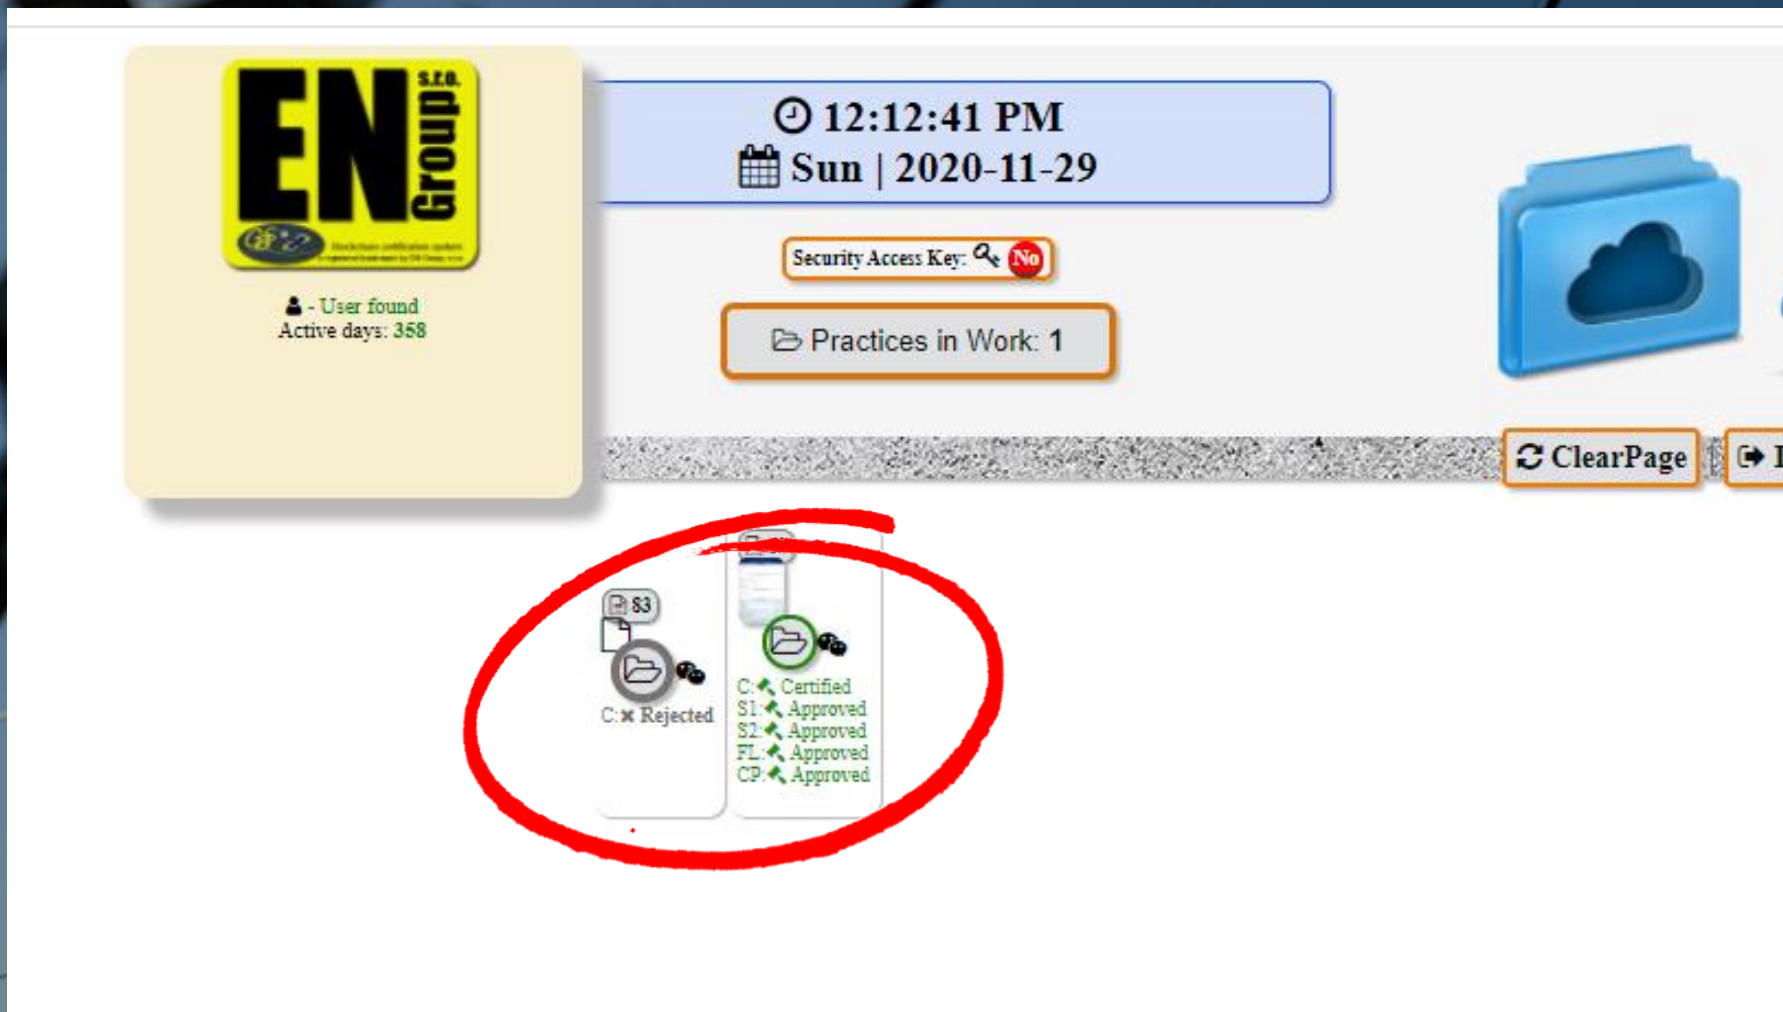 EN
Group
s.r.o.
- User found
Active days: 358
12:12:41 PM
Sun | 2020-11-29
Security Access Key: No
Practices in Work: 1
ClearPage
83
C: Rejected
C: Certified
S1: Approved
S2: Approved
FL: Approved
CP: Approved